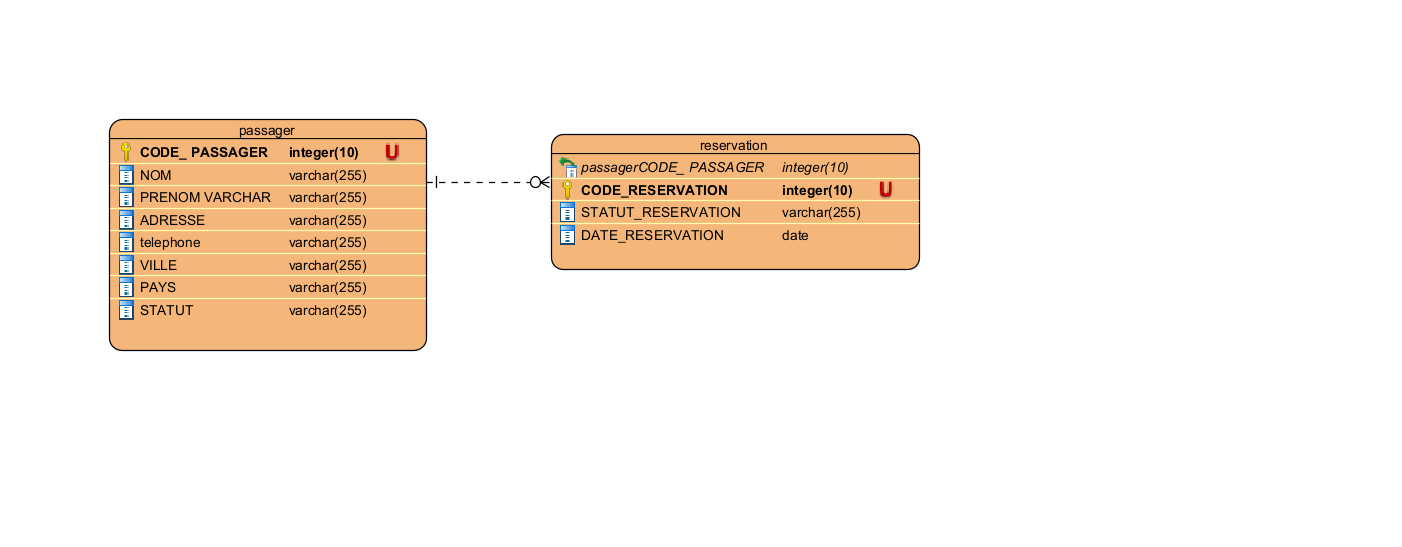 passager
CODE_ PASSAGER integer(10) U
NOM varchar(255)
PRENOM VARCHAR varchar(255)
ADRESSE varchar(255)
telephone varchar(255)
VILLE varchar(255)
PAYS varchar(255)
STATUT varchar(255)
reservation
passagerCODE_ PASSAGER integer(10)
CODE_RESERVATION integer(10) U
STATUT_RESERVATION varchar(255)
DATE_RESERVATION date